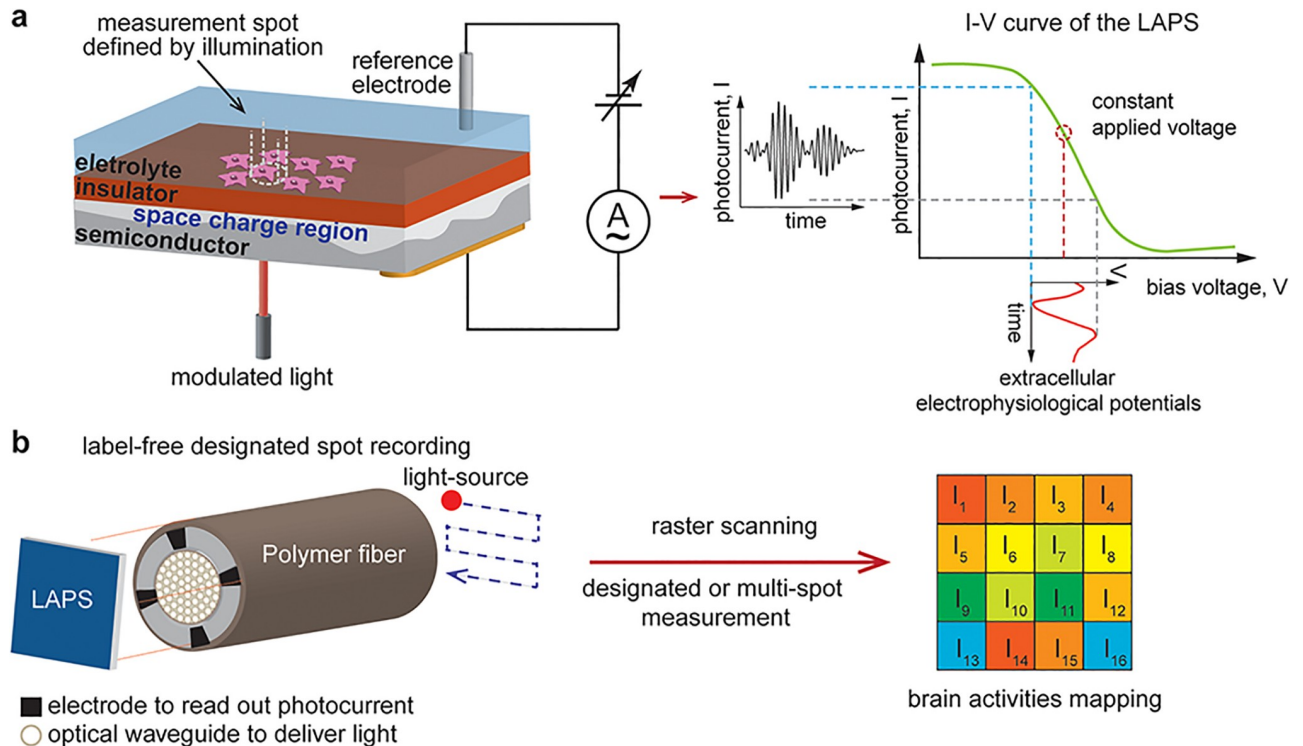 a
measurement spot
defined by illumination
reference
electrode
eletrolyte
insulator
space charge region
semiconductor
modulated light
A
~
photocurrent, I
time
I-V curve of the LAPS
photocurrent, I
constant
applied voltage
V
bias voltage, V
time
extracellular
electrophysiological potentials
b
label-free designated spot recording
light-source
Polymer fiber
LAPS
electrode to read out photocurrent
optical waveguide to deliver light
raster scanning
designated or multi-spot
measurement
I1 I2 I3 I4
I5 I6 I7 I8
I9 I10 I11 I12
I13 I14 I15 I16
brain activities mapping